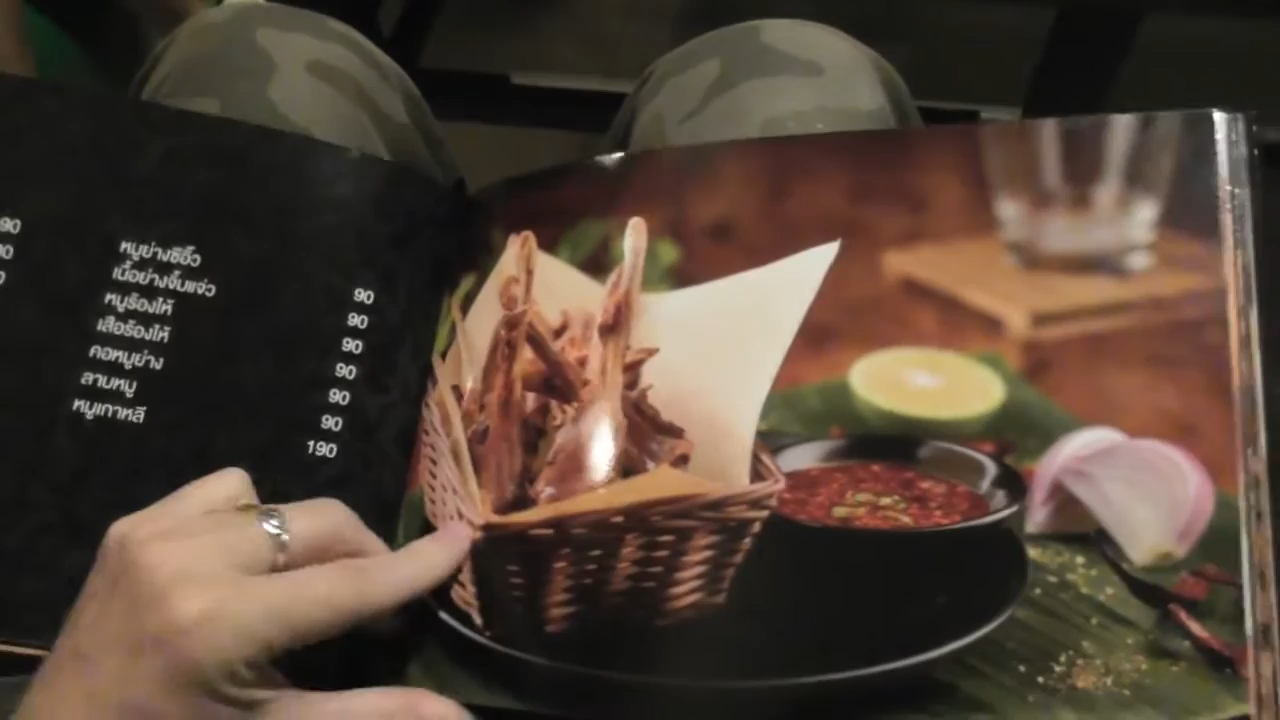 90
90
หมูย่างซีอิ๊ว 90
เนื้อย่างจิ้มแจ่ว 90
หมูร้องไห้ 90
เสือร้องไห้ 90
คอหมูย่าง 90
ลาบหมู 90
หมูเกาหลี 190